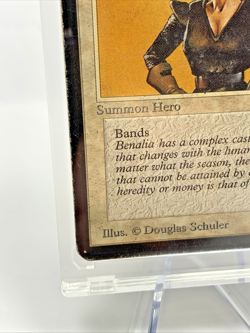 Summon Hero
Bands
Benalia has a complex cast
that changes with the lunar
matter what the season, the
that cannot be attained by
heredity or money is that of
Illus. © Douglas Schuler